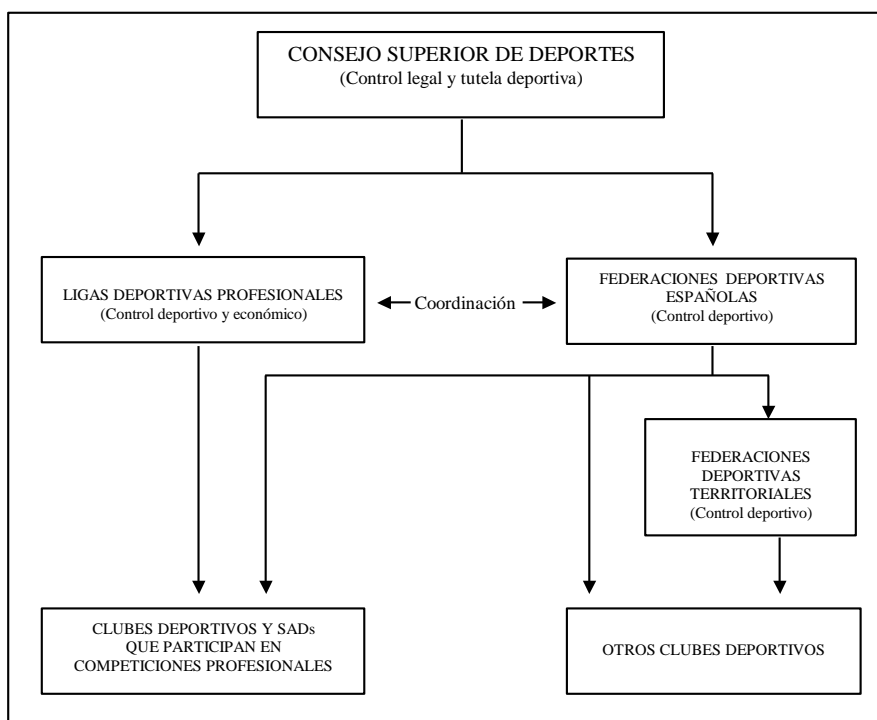 CONSEJO SUPERIOR DE DEPORTES
(Control legal y tutela deportiva)
LIGAS DEPORTIVAS PROFESIONALES
(Control deportivo y económico)
Coordinación
FEDERACIONES DEPORTIVAS
ESPAÑOLAS
(Control deportivo)
FEDERACIONES
DEPORTIVAS
TERRITORIALES
(Control deportivo)
CLUBES DEPORTIVOS Y SADs
QUE PARTICIPAN EN
COMPETICIONES PROFESIONALES
OTROS CLUBES DEPORTIVOS